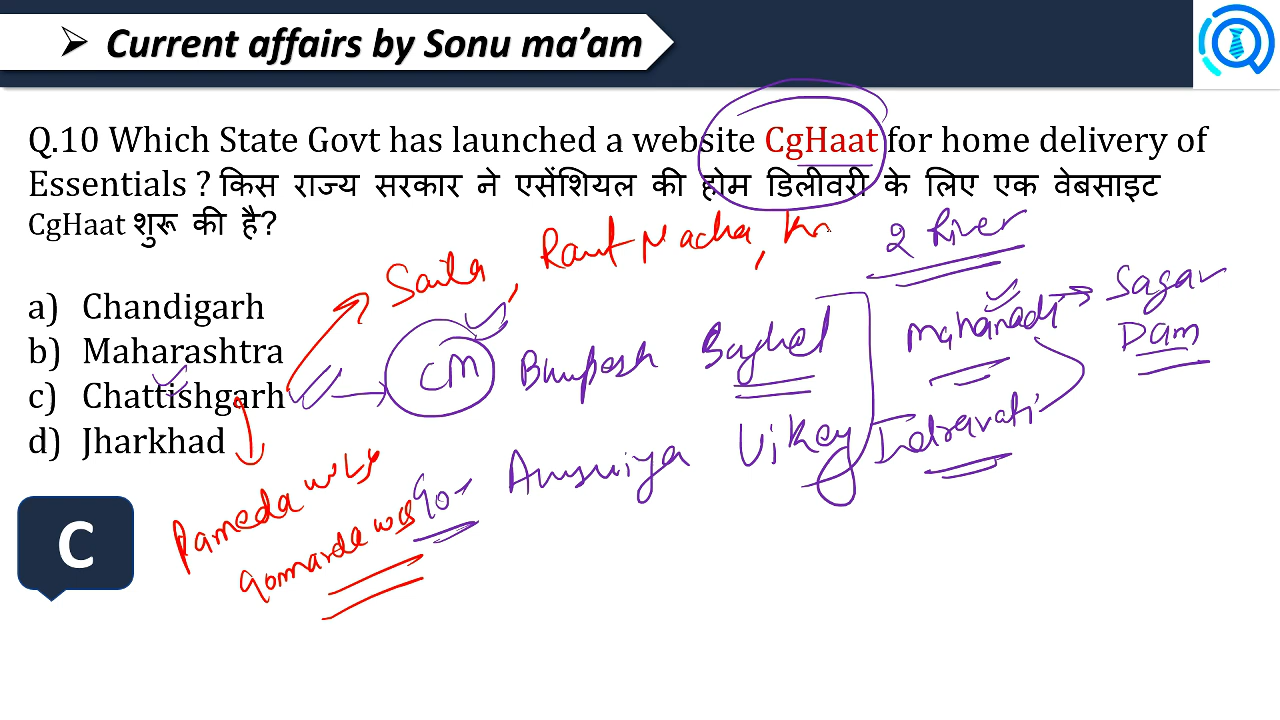 ➢ Current affairs by Sonu ma’am
Q.10 Which State Govt has launched a website CgHaat for home delivery of
Essentials ? किस राज्य सरकार ने एसेंशियल की होम डिलीवरी के लिए एक वेबसाइट
CgHaat शुरू की है?
a) Chandigarh
b) Maharashtra
c) Chattishgarh
d) Jharkhad
C
2 River
Saila, Raut Nacha,
CM Bhupesh Baghel
Mahanadi → Sagar
Dam
Anusuiya Uikey
Indravati
Pameda WLS
Gomarda WLS